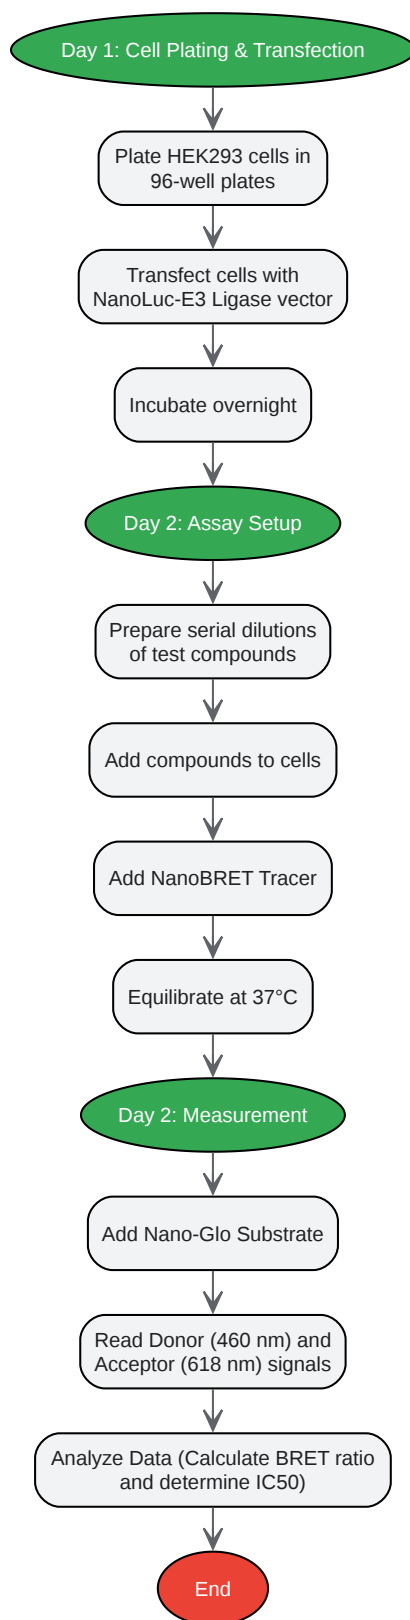 Day 1: Cell Plating & Transfection
Plate HEK293 cells in
96-well plates
Transfect cells with
NanoLuc-E3 Ligase vector
Incubate overnight
Day 2: Assay Setup
Prepare serial dilutions
of test compounds
Add compounds to cells
Add NanoBRET Tracer
Equilibrate at 37°C
Day 2: Measurement
Add Nano-Glo Substrate
Read Donor (460 nm) and
Acceptor (618 nm) signals
Analyze Data (Calculate BRET ratio
and determine IC50)
End